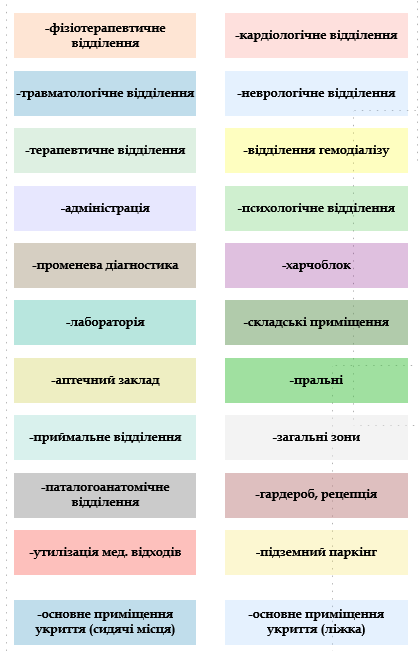 -фізіотерапевтичне
відділення
-травматологічне відділення
-терапевтичне відділення
-адміністрація
-променева діагностика
-лабораторія
-аптечний заклад
-приймальне відділення
-паталогоанатомічне
відділення
-утилізація мед. відходів
-основне приміщення
укриття (сидячі місця)
-кардіологічне відділення
-неврологічне відділення
-відділення гемодіалізу
-психологічне відділення
-харчоблок
-складські приміщення
-пральні
-загальні зони
-гардероб, рецепція
-підземний паркінг
-основне приміщення
укриття (ліжка)